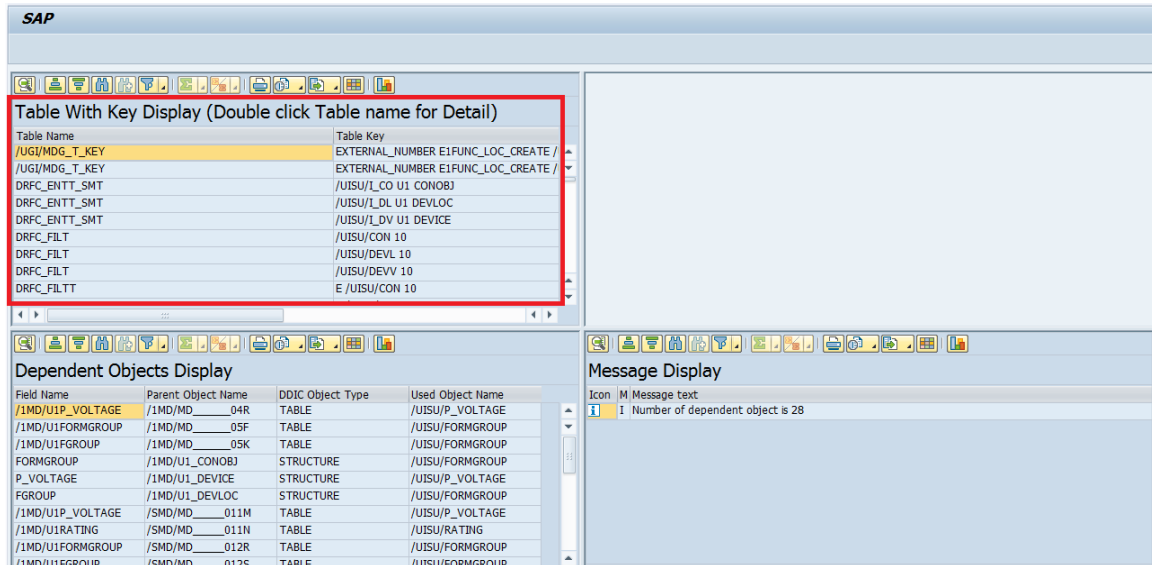 SAP
Table With Key Display (Double click Table name for Detail)
Table Name Table Key
/UGI/MDG_T_KEY EXTERNAL_NUMBER E1FUNC_LOC_CREATE /
/UGI/MDG_T_KEY EXTERNAL_NUMBER E1FUNC_LOC_CREATE /
DRFC_ENTT_SMT /UISU/I_CO U1 CONOBJ
DRFC_ENTT_SMT /UISU/I_DL U1 DEVLOC
DRFC_ENTT_SMT /UISU/I_DV U1 DEVICE
DRFC_FILT /UISU/CON 10
DRFC_FILT /UISU/DEVL 10
DRFC_FILT /UISU/DEVV 10
DRFC_FILTT E /UISU/CON 10
Dependent Objects Display
Field Name Parent Object Name DDIC Object Type Used Object Name
/1MD/U1P_VOLTAGE /1MD/MD______04R TABLE /UISU/P_VOLTAGE
/1MD/U1FORMGROUP /1MD/MD______05F TABLE /UISU/FORMGROUP
/1MD/U1FGROUP /1MD/MD______05K TABLE /UISU/FORMGROUP
FORMGROUP /1MD/U1_CONOBJ STRUCTURE /UISU/FORMGROUP
P_VOLTAGE /1MD/U1_DEVICE STRUCTURE /UISU/P_VOLTAGE
FGROUP /1MD/U1_DEVLOC STRUCTURE /UISU/FORMGROUP
/1MD/U1P_VOLTAGE /SMD/MD_____011M TABLE /UISU/P_VOLTAGE
/1MD/U1RATING /SMD/MD_____011N TABLE /UISU/RATING
/1MD/U1FORMGROUP /SMD/MD_____012R TABLE /UISU/FORMGROUP
/1MD/U1FGROUP /SMD/MD_____012S TABLE /UISU/FORMGROUP
Message Display
Icon M Message text
I Number of dependent object is 28